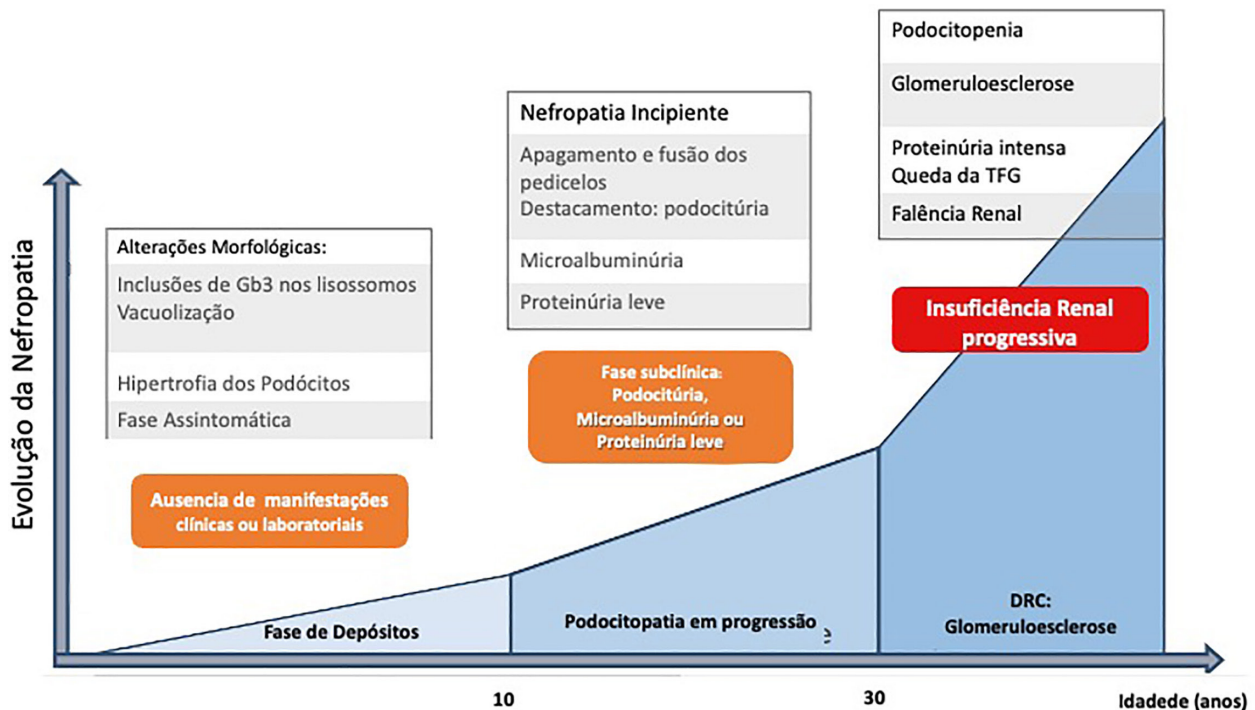 Evolução da Nefropatia
Alterações Morfológicas:
Inclusões de Gb3 nos lisossomos
Vacuolização
Hipertrofia dos Podócitos
Fase Assintomática
Ausencia de manifestações
clínicas ou laboratoriais
Fase de Depósitos
Nefropatia Incipiente
Apagamento e fusão dos
pedicelos
Destacamento: podocitúria
Microalbuminúria
Proteinúria leve
Fase subclínica:
Podocitúria,
Microalbuminúria ou
Proteinúria leve
Podocitopatia em progressão
Podocitopenia
Glomeruloesclerose
Proteinúria intensa
Queda da TFG
Falência Renal
Insuficiência Renal
progressiva
DRC:
Glomeruloesclerose
10
30
Idadede (anos)